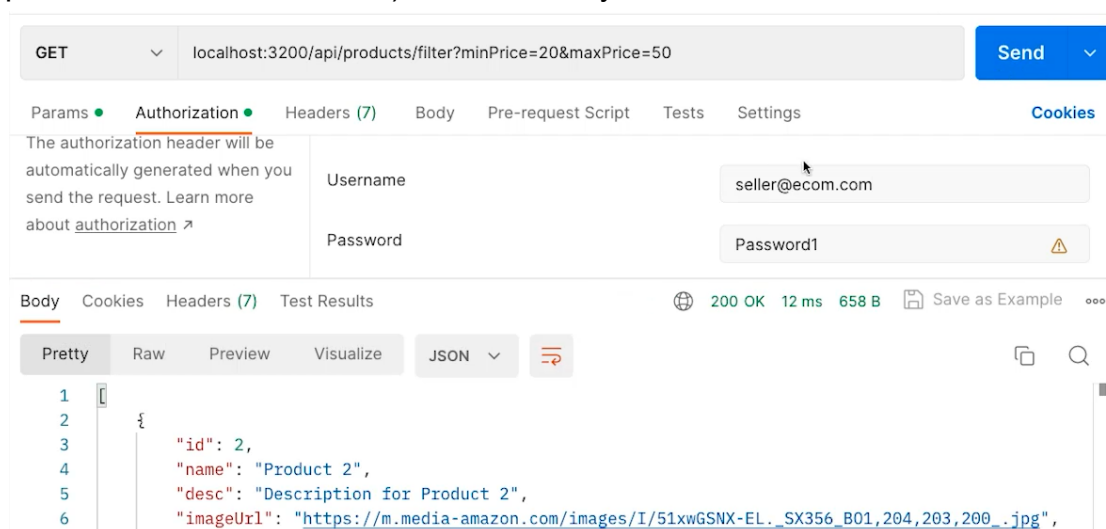 GET localhost:3200/api/products/filter?minPrice=20&maxPrice=50 Send
Params Authorization Headers (7) Body Pre-request Script Tests Settings Cookies
The authorization header will be
automatically generated when you
send the request. Learn more
about authorization ↗
Username seller@ecom.com
Password Password1
Body Cookies Headers (7) Test Results 200 OK 12 ms 658 B Save as Example
Pretty Raw Preview Visualize JSON
1 [
2 {
3 "id": 2,
4 "name": "Product 2",
5 "desc": "Description for Product 2",
6 "imageUrl": "https://m.media-amazon.com/images/I/51xwGSNX-EL._SX356_BO1,204,203,200_.jpg",